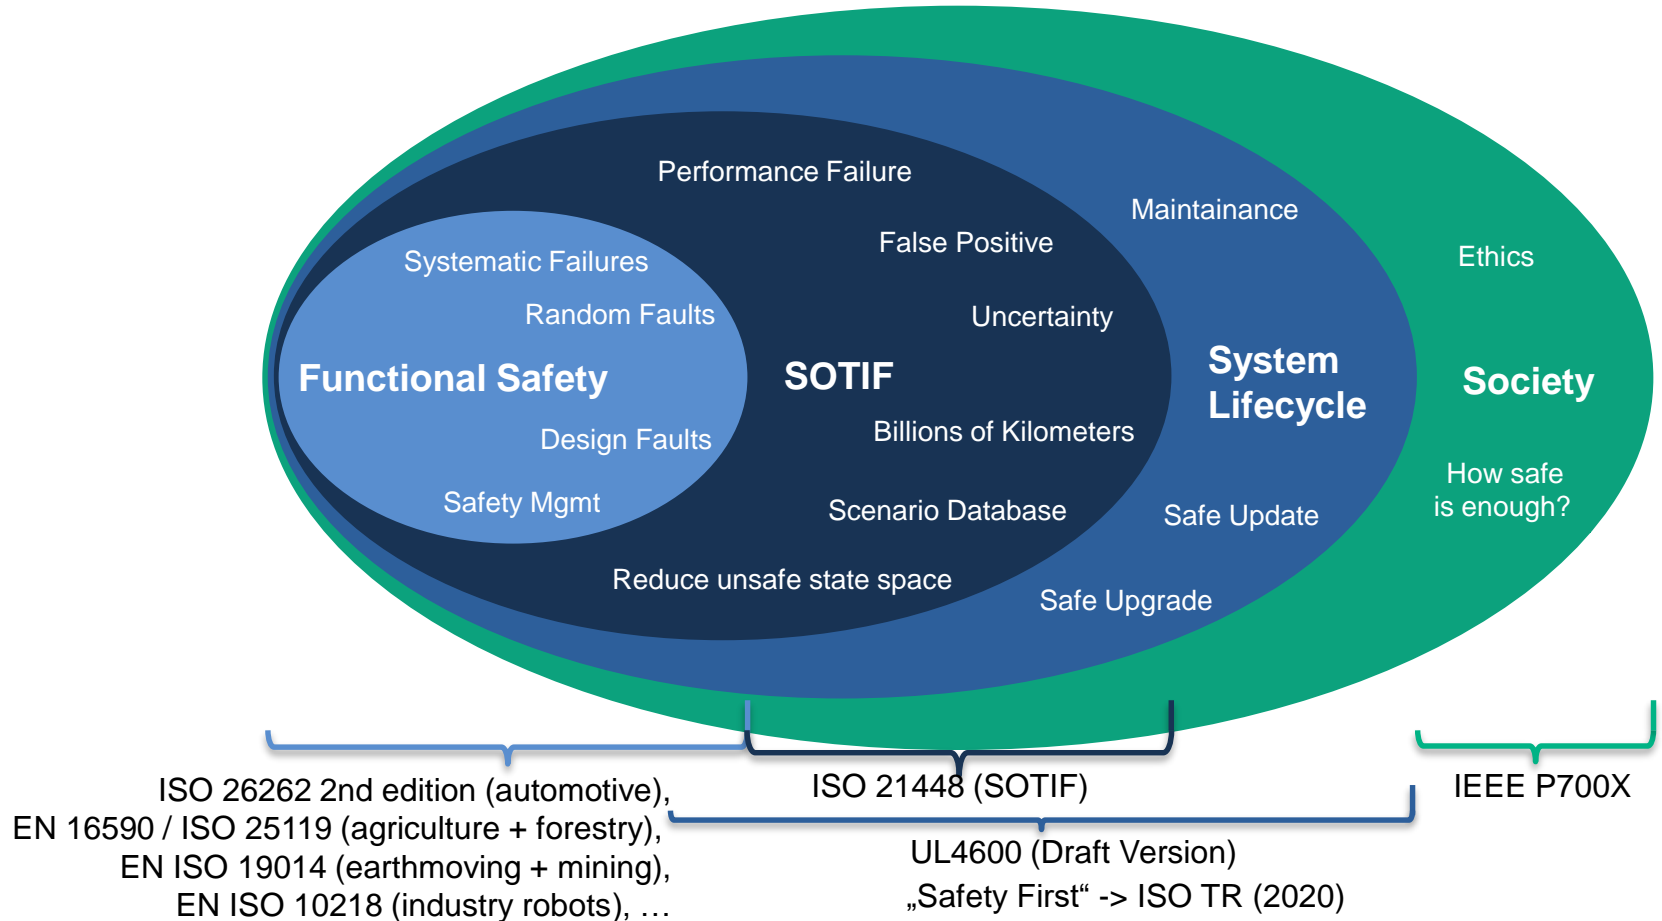 Performance Failure
Maintainance
False Positive
Ethics
Systematic Failures
Random Faults
Uncertainty
Functional Safety
SOTIF
System
Lifecycle
Society
Design Faults
Billions of Kilometers
Safety Mgmt
Scenario Database
Safe Update
How safe
is enough?
Reduce unsafe state space
Safe Upgrade
ISO 26262 2nd edition (automotive),
EN 16590 / ISO 25119 (agriculture + forestry),
EN ISO 19014 (earthmoving + mining),
EN ISO 10218 (industry robots), …
ISO 21448 (SOTIF)
IEEE P700X
UL4600 (Draft Version)
„Safety First“ -> ISO TR (2020)